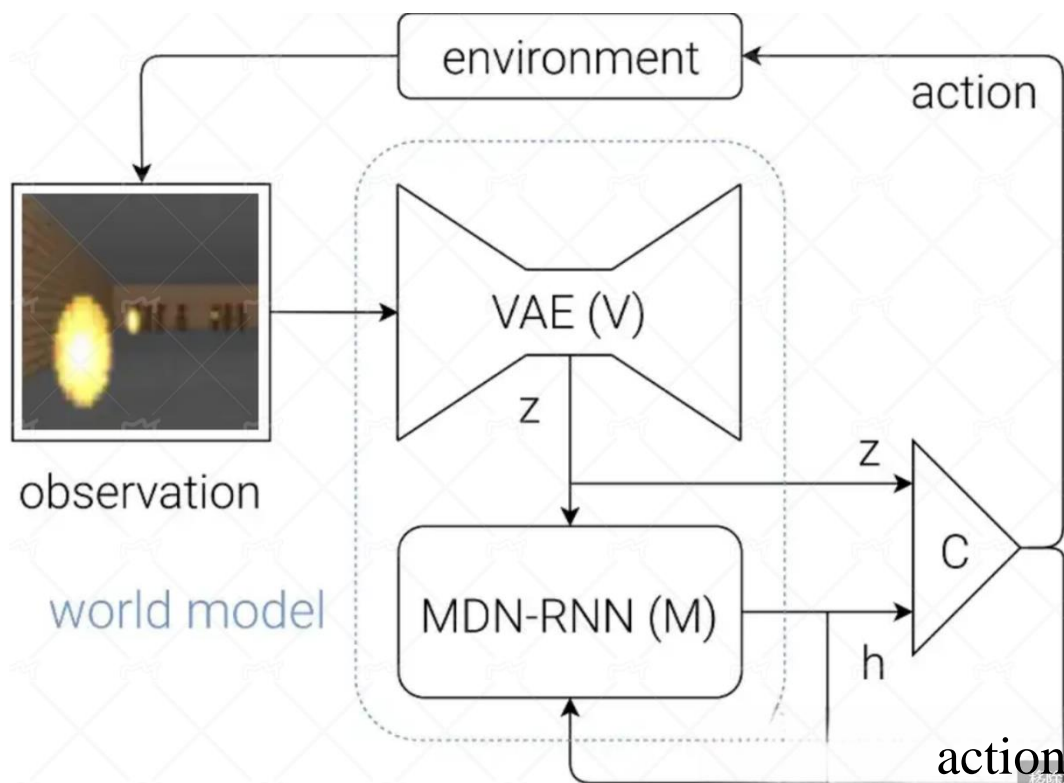 environment
action
VAE (V)
z
z
observation
C
world model
MDN-RNN (M)
h
action